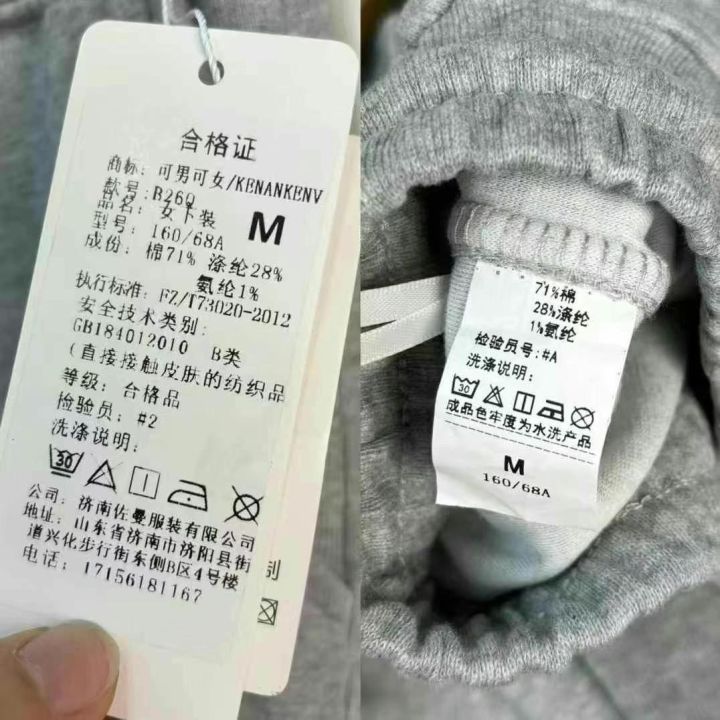 合格证
商标: 可男可女/KENANKENV
款号: B26Q
品名: 女下装
型号: 160/68A
M
成份: 棉71% 涤纶28%
氨纶1%
执行标准: FZ/T73020-2012
安全技术类别:
GB184012010 B类
(直接接触皮肤的纺织品
等级: 合格品
检验员: #2
洗涤说明:
30
公司: 济南佐曼服装有限公司
地址: 山东省济南市济阳县街
道兴化步行街东侧B区4号楼
电话: 17156181167
71%棉
28%涤纶
1%氨纶
检验员号: #A
洗涤说明:
30
成品色牢度为水洗产品
M
160/68A